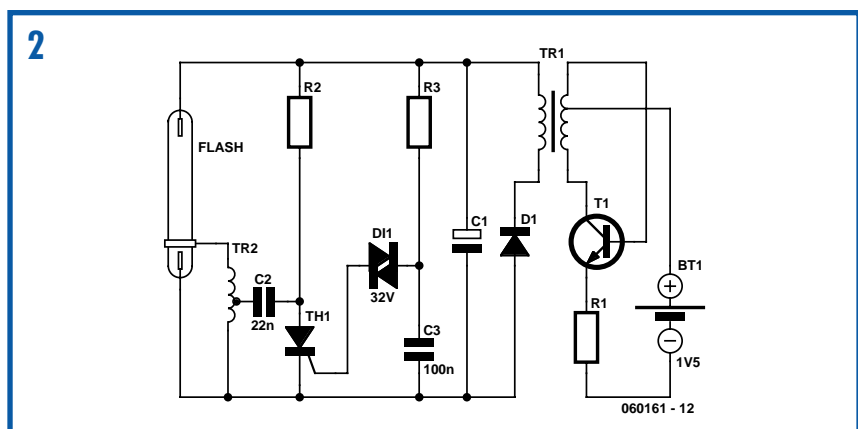 2
TR1
R2
R3
FLASH
C1
D1
T1
TR2
DI1
C2
BT1
32V
TH1
22n
R1
C3
100n
1V5
060161 - 12